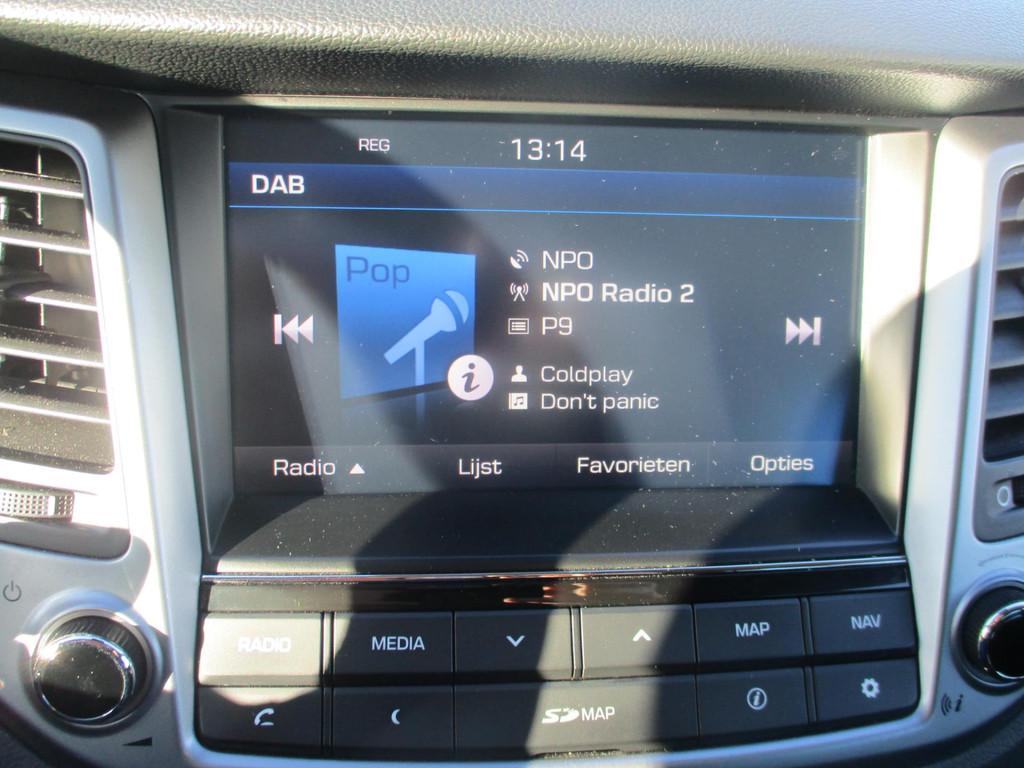 REG 13:14
DAB
Pop
NPO
NPO Radio 2
P9
i
Coldplay
Don't panic
Radio Lijst Favorieten Opties
RADIO MEDIA MAP NAV
SD MAP i
i